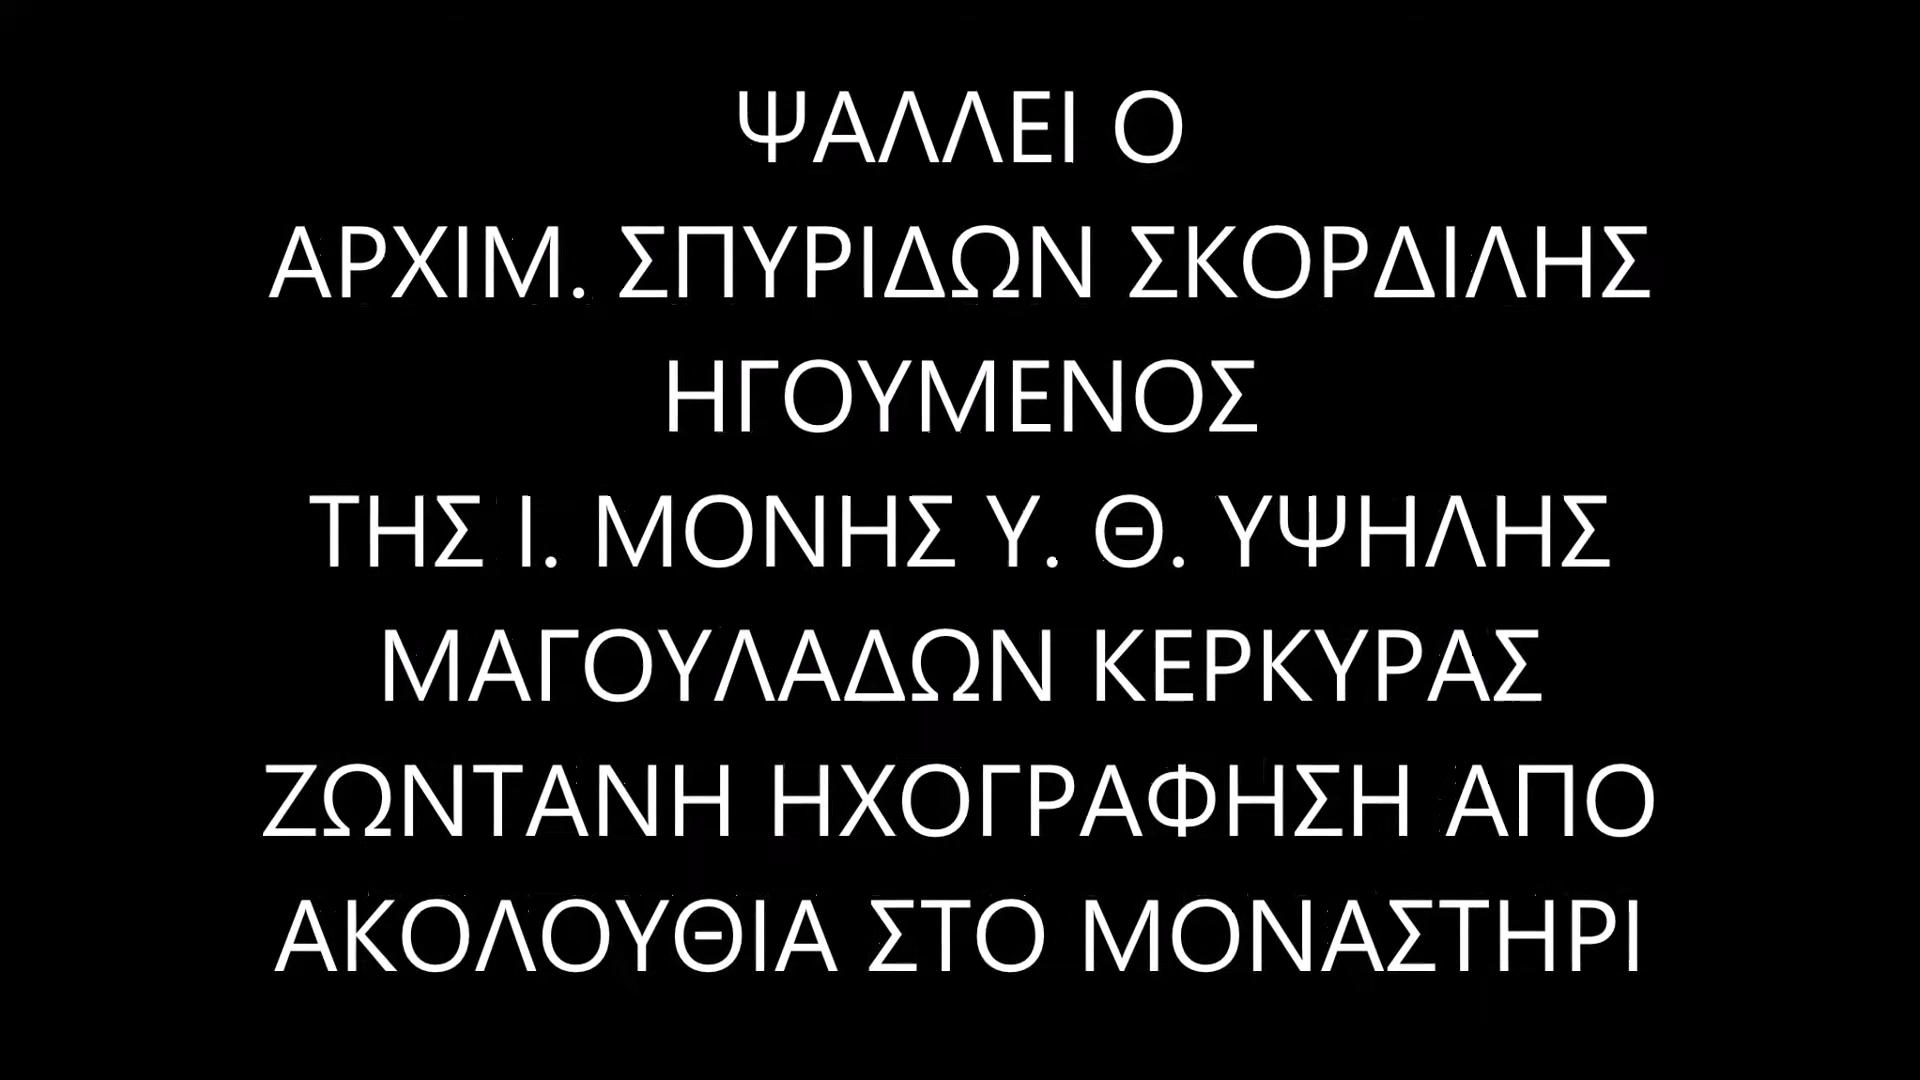 ΨΑΛΛΕΙ Ο
ΑΡΧΙΜ. ΣΠΥΡΙΔΩΝ ΣΚΟΡΔΙΛΗΣ
ΗΓΟΥΜΕΝΟΣ
ΤΗΣ Ι. ΜΟΝΗΣ Υ. Θ. ΥΨΗΛΗΣ
ΜΑΓΟΥΛΑΔΩΝ ΚΕΡΚΥΡΑΣ
ΖΩΝΤΑΝΗ ΗΧΟΓΡΑΦΗΣΗ ΑΠΟ
ΑΚΟΛΟΥΘΙΑ ΣΤΟ ΜΟΝΑΣΤΗΡΙ